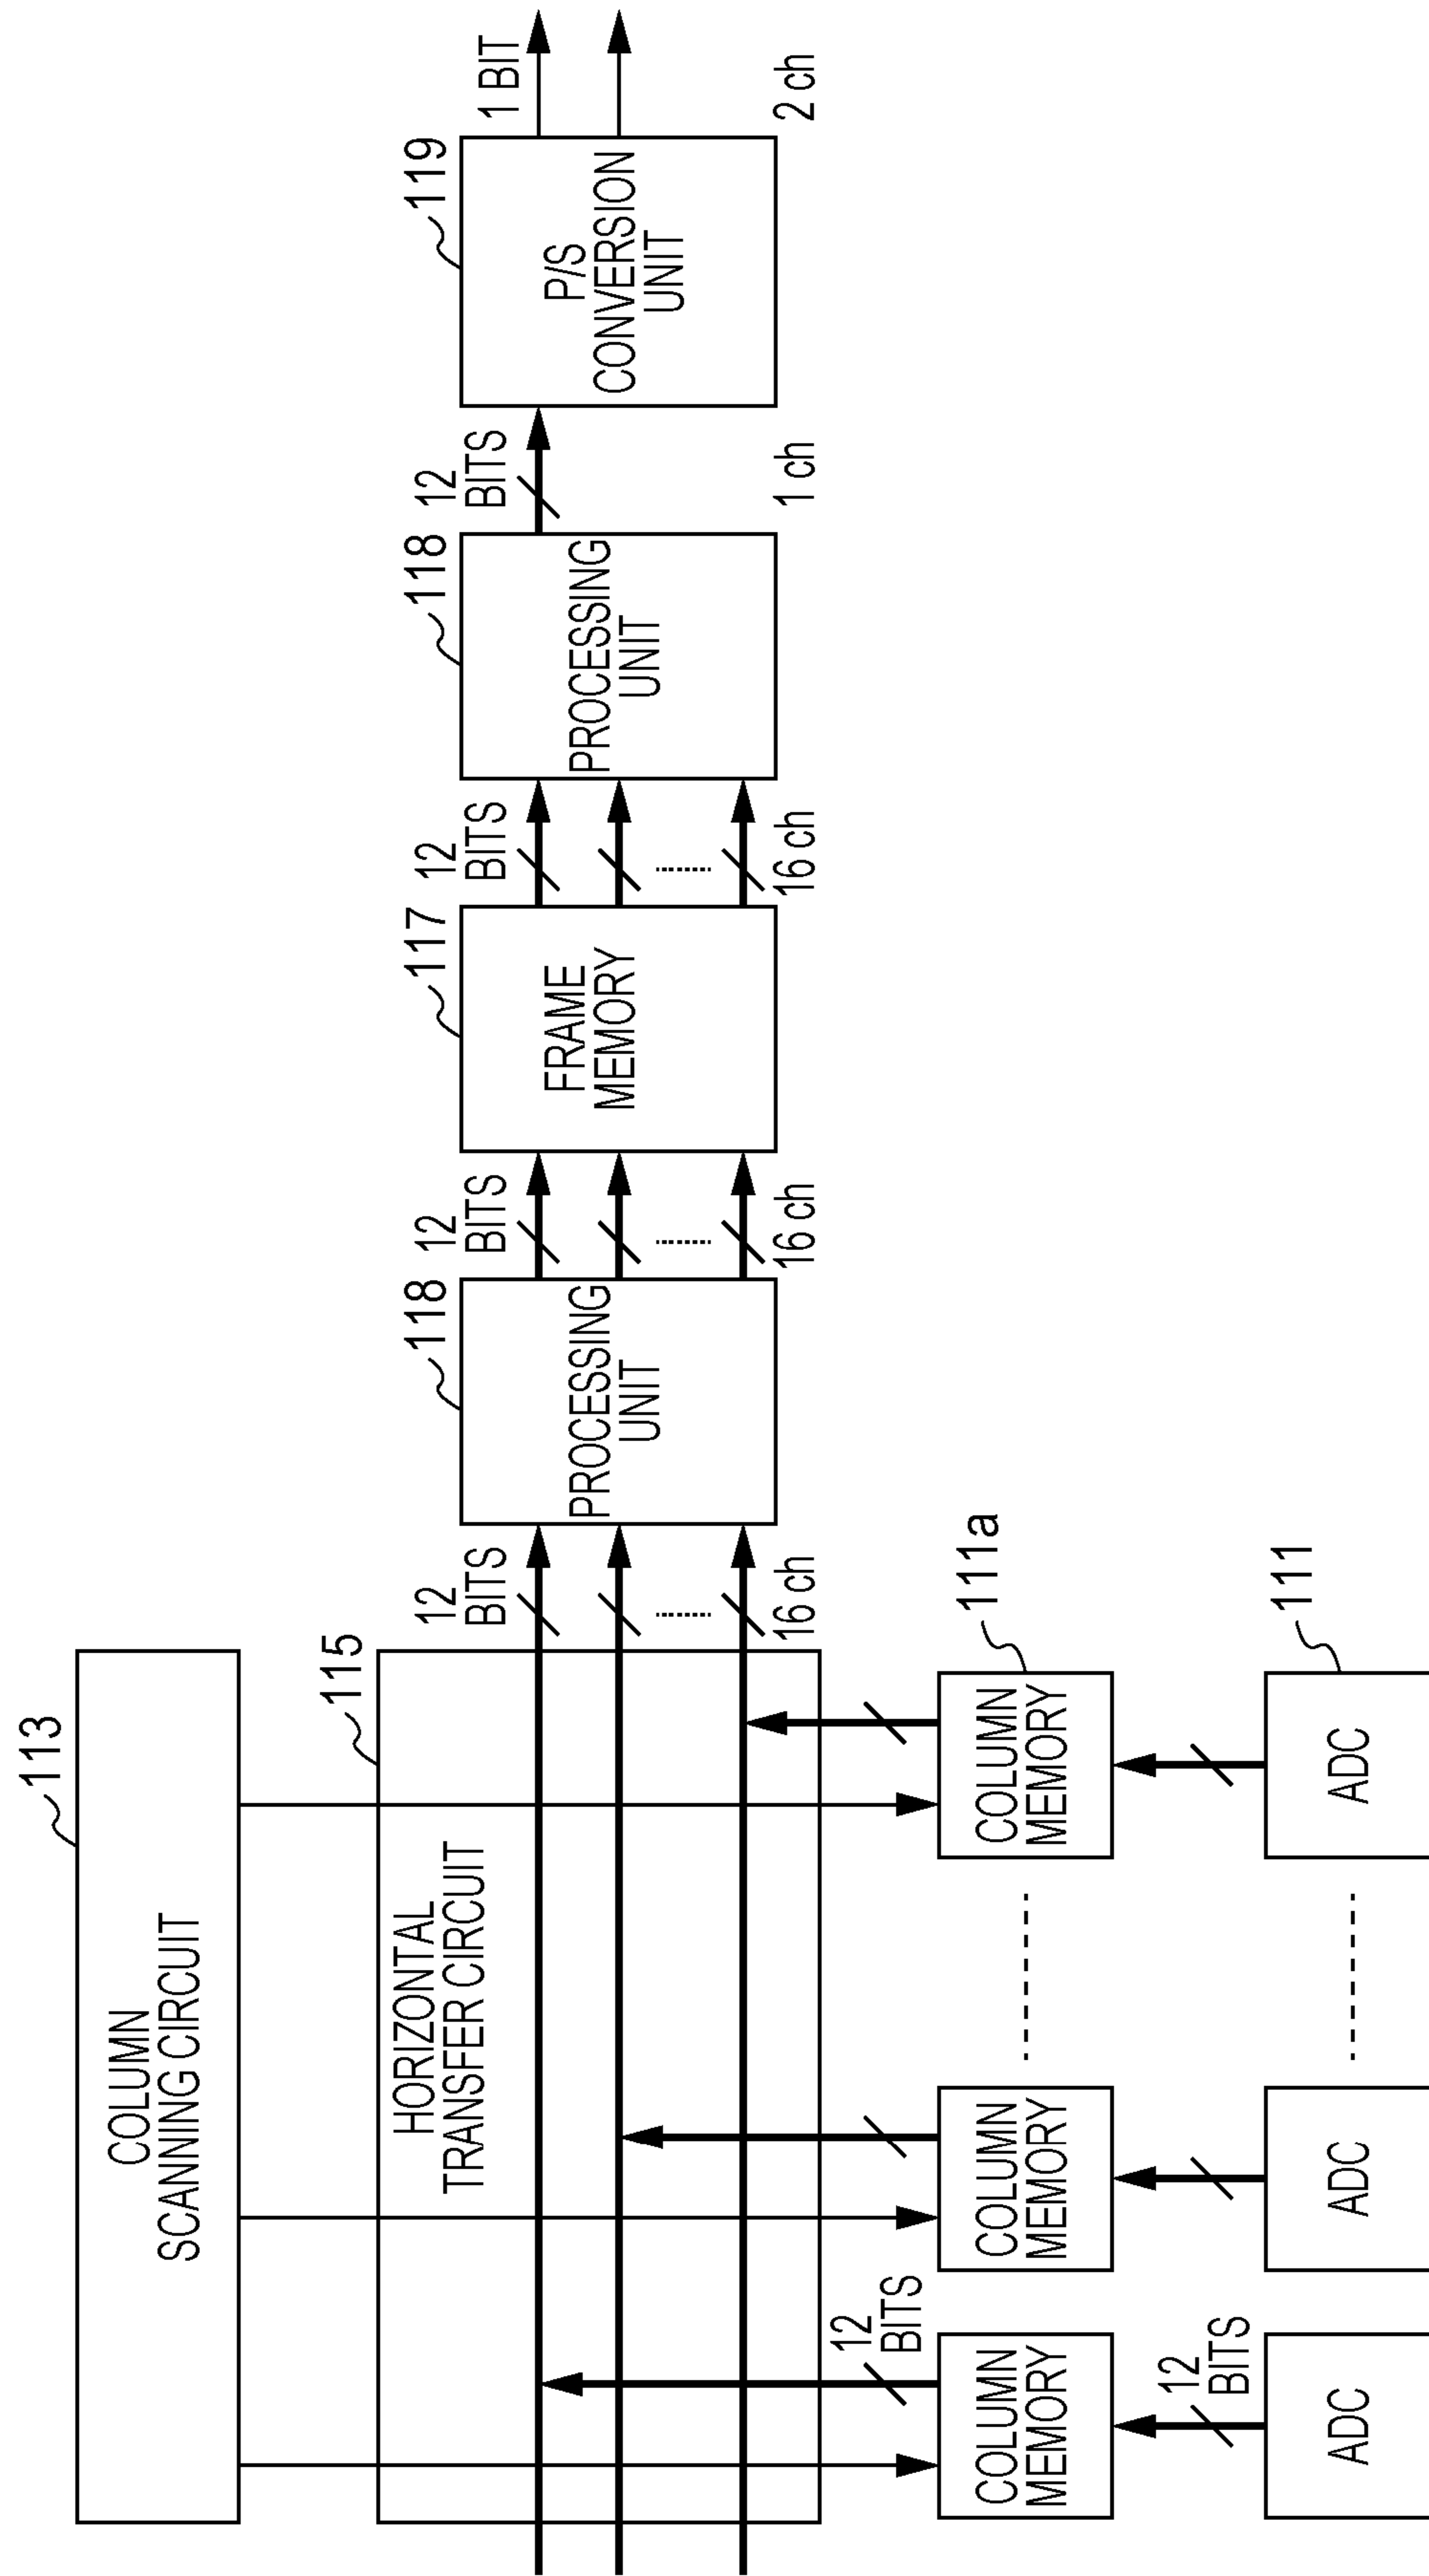 113
COLUMN
SCANNING CIRCUIT
115
HORIZONTAL
TRANSFER CIRCUIT
12
BITS
16 ch
118
PROCESSING
UNIT
12
BITS
16 ch
117
FRAME
MEMORY
12
BITS
16 ch
118
PROCESSING
UNIT
12
BITS
1 ch
119
P/S
CONVERSION
UNIT
1 BIT
2 ch
12
BITS
COLUMN
MEMORY
COLUMN
MEMORY
COLUMN
MEMORY
111a
12
BITS
ADC
ADC
ADC
111